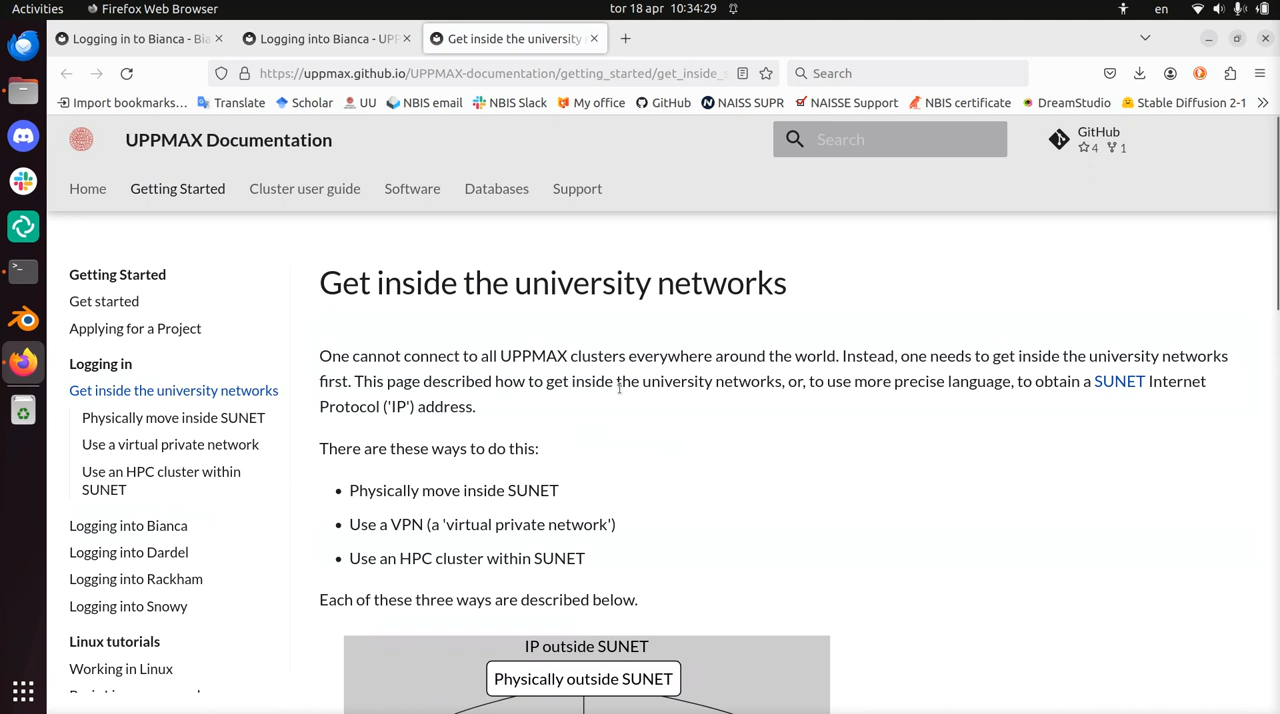 Activities Firefox Web Browser tor 18 apr 10:34:29 en
Logging in to Bianca - Bia Logging into Bianca - UPP Get inside the university
https://uppmax.github.io/UPPMAX-documentation/getting_started/get_inside_s Search
Import bookmarks... Translate Scholar UU NBIS email NBIS Slack My office GitHub NAISS SUPR NAISSE Support NBIS certificate DreamStudio Stable Diffusion 2-1
UPPMAX Documentation Search GitHub
4 1
Home Getting Started Cluster user guide Software Databases Support
Getting Started
Get started
Applying for a Project
Logging in
Get inside the university networks
Physically move inside SUNET
Use a virtual private network
Use an HPC cluster within
SUNET
Logging into Bianca
Logging into Dardel
Logging into Rackham
Logging into Snowy
Linux tutorials
Working in Linux
Get inside the university networks
One cannot connect to all UPPMAX clusters everywhere around the world. Instead, one needs to get inside the university networks
first. This page described how to get inside the university networks, or, to use more precise language, to obtain a SUNET Internet
Protocol ('IP') address.
There are these ways to do this:
• Physically move inside SUNET
• Use a VPN (a 'virtual private network')
• Use an HPC cluster within SUNET
Each of these three ways are described below.
IP outside SUNET
Physically outside SUNET